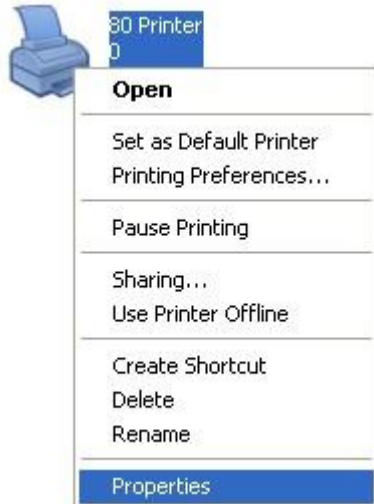 80 Printer
0
Open
Set as Default Printer
Printing Preferences...
Pause Printing
Sharing...
Use Printer Offline
Create Shortcut
Delete
Rename
Properties